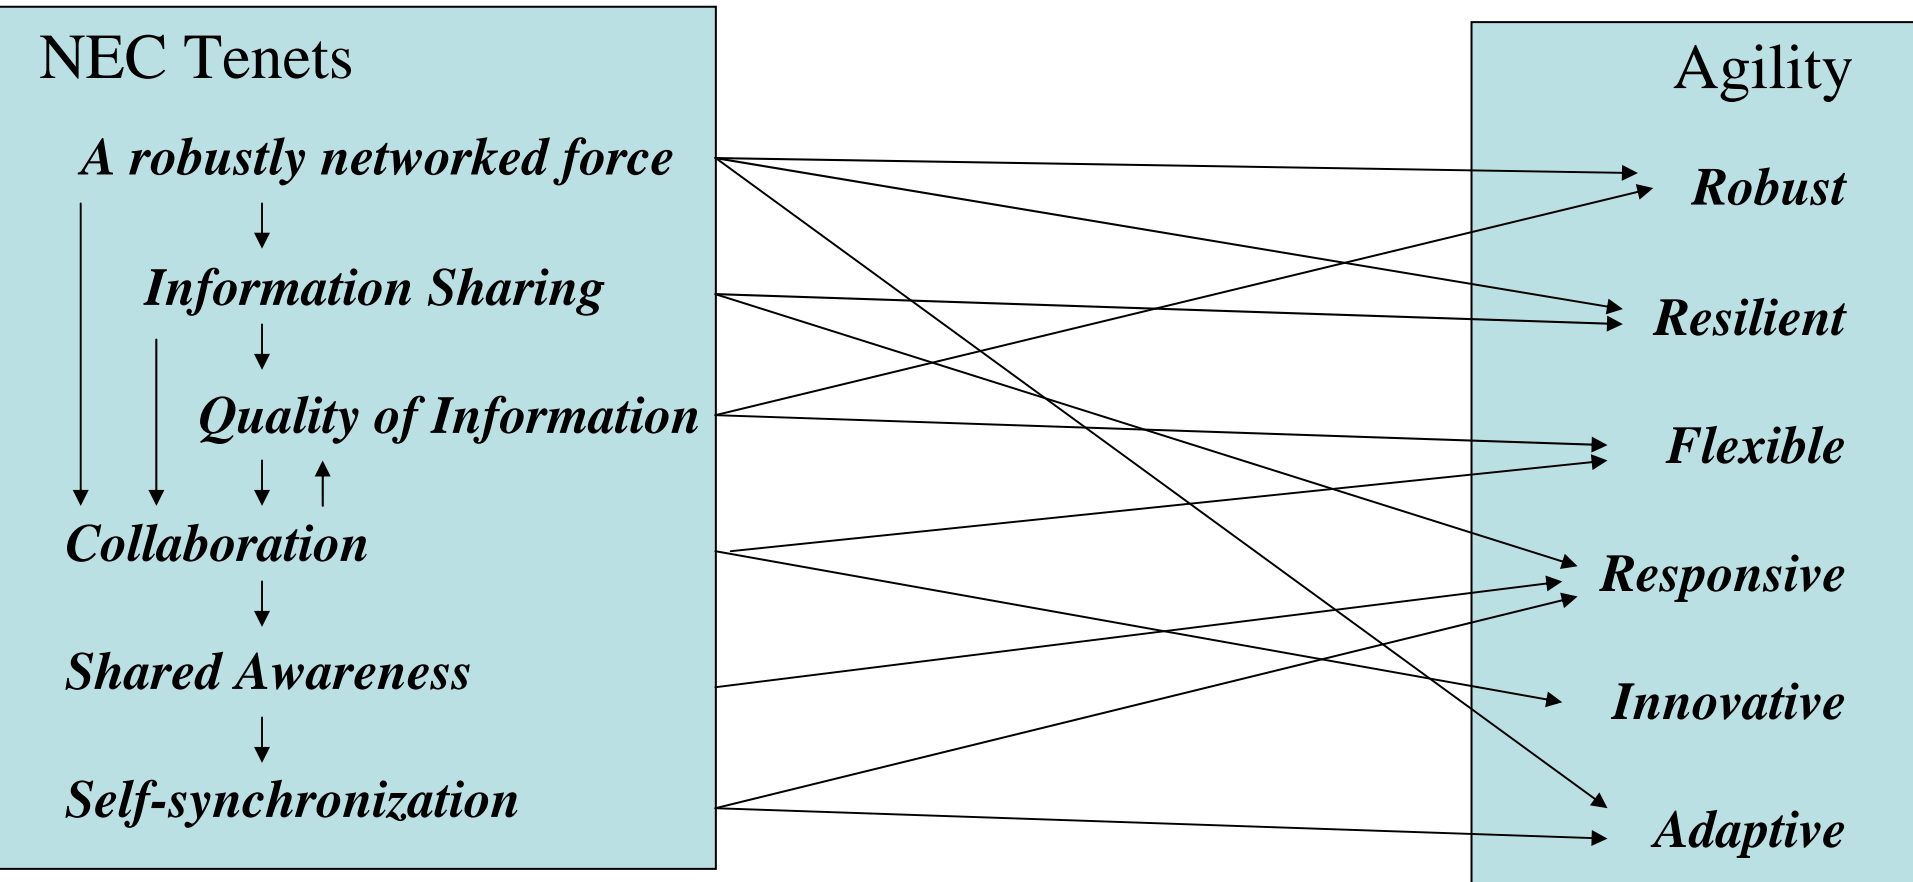 NEC Tenets
A robustly networked force
Information Sharing
Quality of Information
Collaboration
Shared Awareness
Self-synchronization
Agility
Robust
Resilient
Flexible
Responsive
Innovative
Adaptive